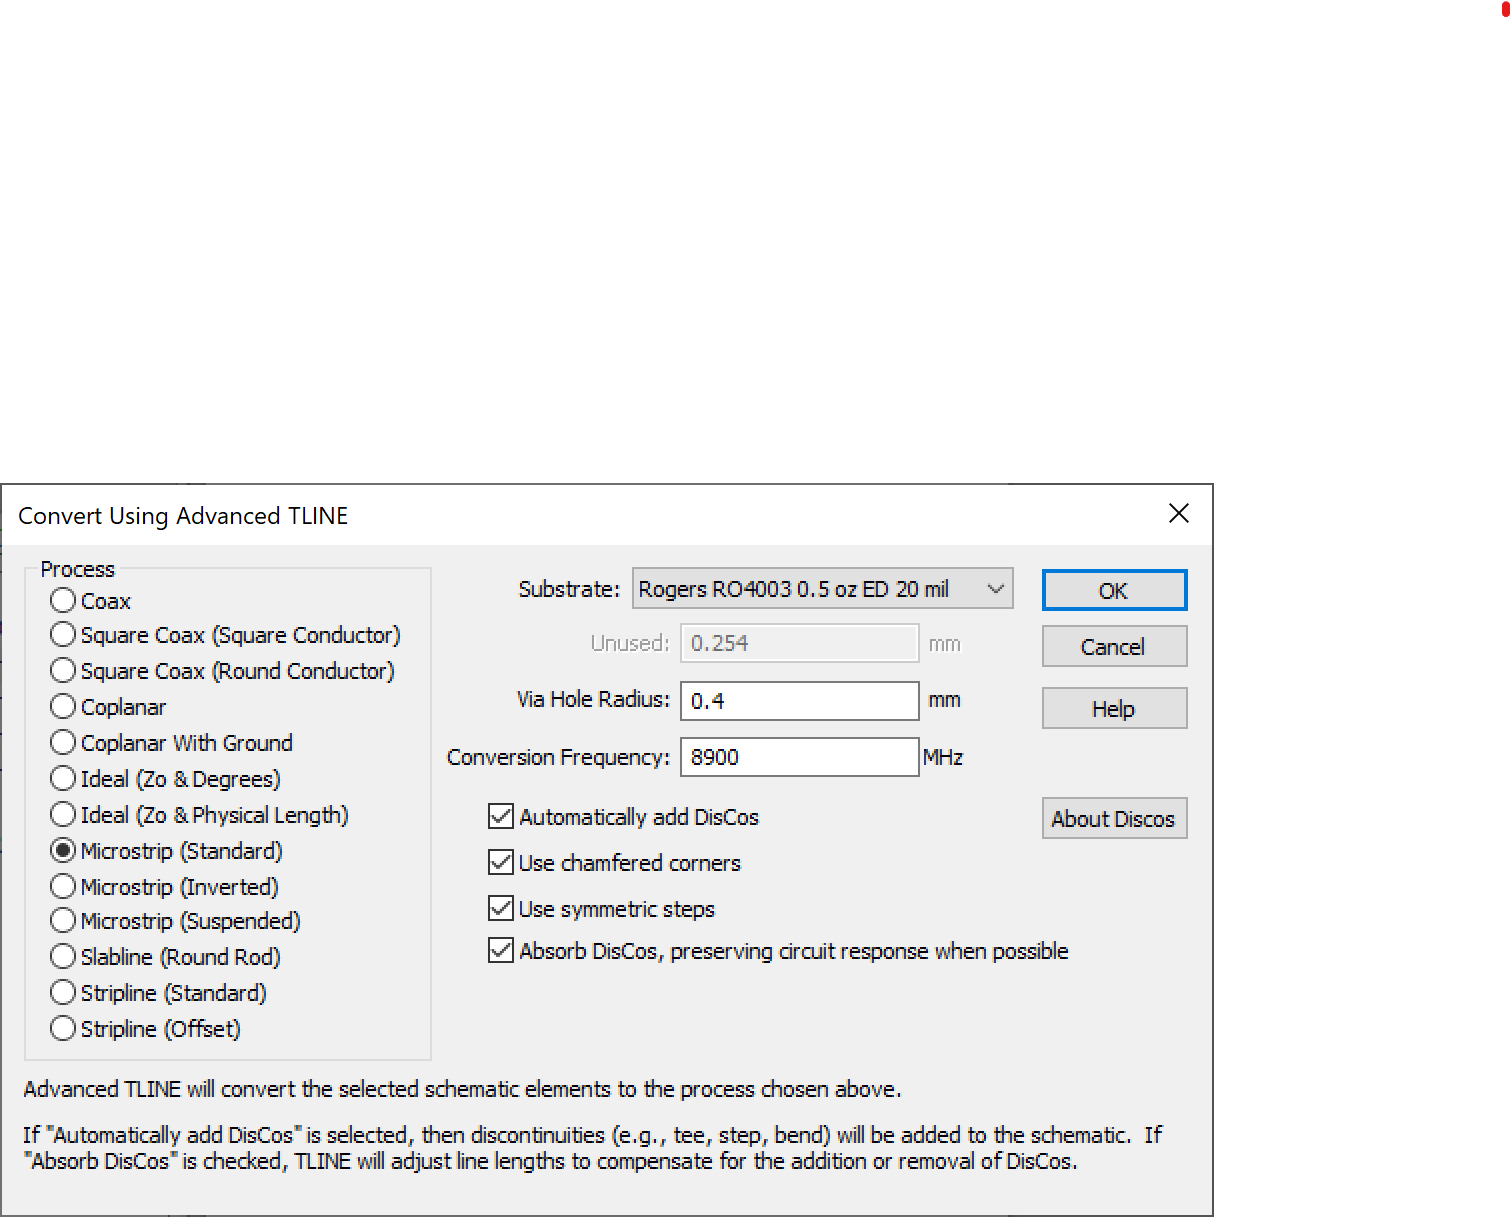 Convert Using Advanced TLINE
Process
Coax
Square Coax (Square Conductor)
Square Coax (Round Conductor)
Coplanar
Coplanar With Ground
Ideal (Zo & Degrees)
Ideal (Zo & Physical Length)
Microstrip (Standard)
Microstrip (Inverted)
Microstrip (Suspended)
Slabline (Round Rod)
Stripline (Standard)
Stripline (Offset)
Substrate: Rogers RO4003 0.5 oz ED 20 mil
Unused: 0.254 mm
Via Hole Radius: 0.4 mm
Conversion Frequency: 8900 MHz
Automatically add DisCos
Use chamfered corners
Use symmetric steps
Absorb DisCos, preserving circuit response when possible
OK
Cancel
Help
About Discos
Advanced TLINE will convert the selected schematic elements to the process chosen above.
If "Automatically add DisCos" is selected, then discontinuities (e.g., tee, step, bend) will be added to the schematic. If
"Absorb DisCos" is checked, TLINE will adjust line lengths to compensate for the addition or removal of DisCos.